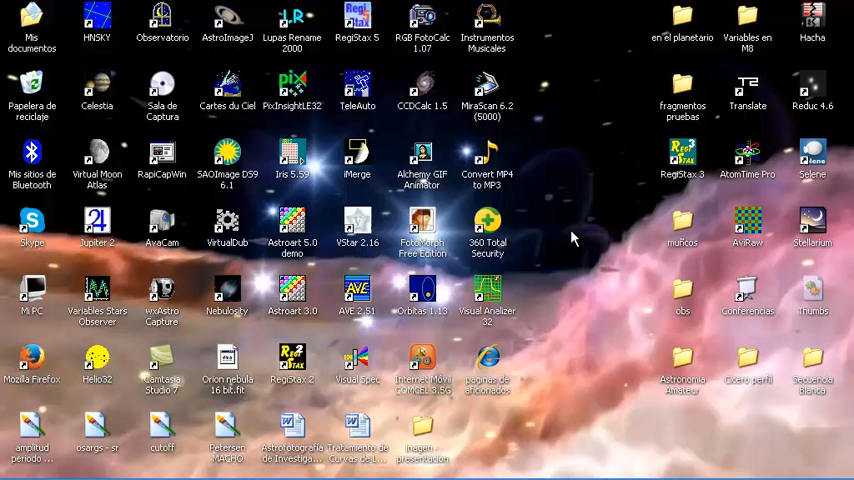 Mis documentos
HNSKY
Observatorio
AstroImageJ
Lupas Rename 2000
RegiStax 5
RGB FotoCalc 1.07
Instrumentos Musicales
en el planetario
Variables en M8
Hacha
Papelera de reciclaje
Celestia
Sala de Captura
Cartes du Ciel
PixInsightLE32
TeleAuto
CCDCalc 1.5
MiraScan 6.2 (5000)
fragmentos pruebas
Translate
Reduc 4.6
Mis sitios de Bluetooth
Virtual Moon Atlas
RapiCapWin
SAOImage DS9 6.1
Iris 5.59
iMerge
Alchemy GIF Animator
Convert MP4 to MP3
RegiStax 3
AtomTime Pro
Selene
Skype
Jupiter 2
AvaCam
VirtualDub
Astroart 5.0 demo
VStar 2.16
FotoMorph Free Edition
360 Total Security
muñcos
AviRaw
Stellarium
Mi PC
Variables Stars Observer
wxAstro Capture
Nebulosity
Astroart 3.0
AVE 2.51
Orbitas 1.13
Visual Analizer 32
obs
Conferencias
Thumbs
Mozilla Firefox
Helio32
Camtasia Studio 7
Orion nebula 16 bit.fit
RegiStax 2
Visual Spec
Internet Móvil COMCEL 3.5G
paginas de aficionados
Astronomia Amateur
Cicero perfil
Secuencia Blanca
amplitud periodo ...
osargs - sr
cutoff
Petersen MACHO
Astrofotografía de Investiga...
Tratamiento de Curvas de L...
imagen - presentacion